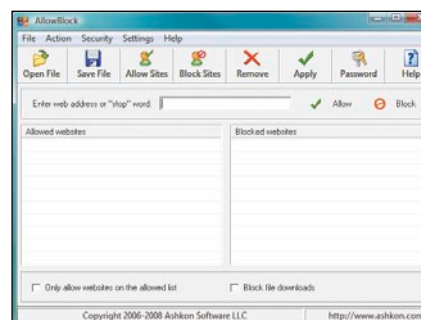 AllowBlock
File Action Security Settings Help
Open File Save File Allow Sites Block Sites Remove Apply Password Help
Enter web address or "stop" word: Allow Block
Allowed websites Blocked websites
Only allow websites on the allowed list Block file downloads
Copyright 2006-2008 Ashkon Software LLC http://www.ashkon.com